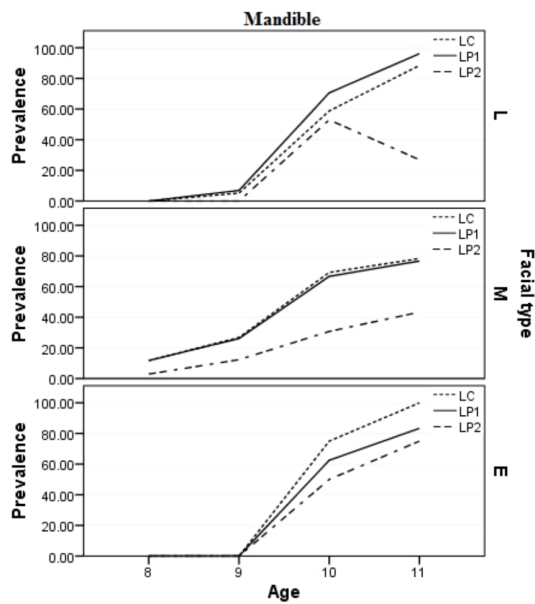 Mandible
100.00
80.00
60.00
40.00
20.00
0.00
Prevalence
LC
LP1
LP2
L
100.00
80.00
60.00
40.00
20.00
0.00
Prevalence
LC
LP1
LP2
M
Facial type
100.00
80.00
60.00
40.00
20.00
0.00
Prevalence
LC
LP1
LP2
E
8 9 10 11
Age